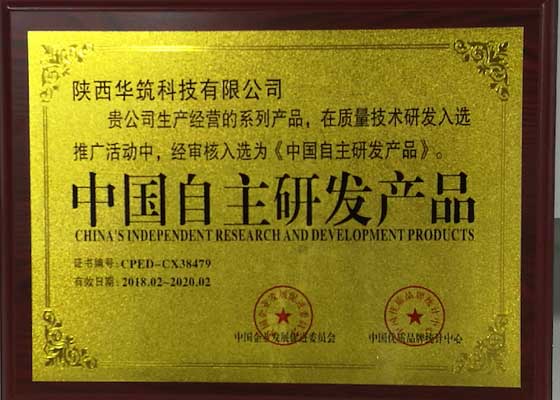 陕西华筑科技有限公司
贵公司生产经营的系列产品，在质量技术研发入选
推广活动中，经审核入选为《中国自主研发产品》。
中国自主研发产品
CHINA'S INDEPENDENT RESEARCH AND DEVELOPMENT PRODUCTS
证书编号：CPED-CX38479
有效日期：2018.02-2020.02
中国企业发展促进委员会
中国优质品牌统计中心